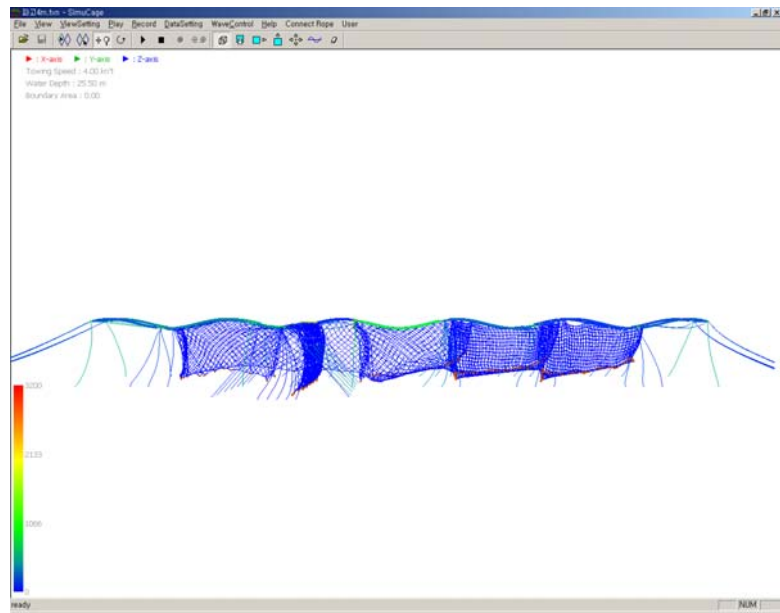 File View ViewSetting Play Record DataSetting WaveControl Help Connect Rope User
: X-axis : Y-axis : Z-axis
Towing Speed : 4.00 kn't
Water Depth : 25.50 m
Boundary Area : 0.00
3200
2133
1066
0
ready NUM